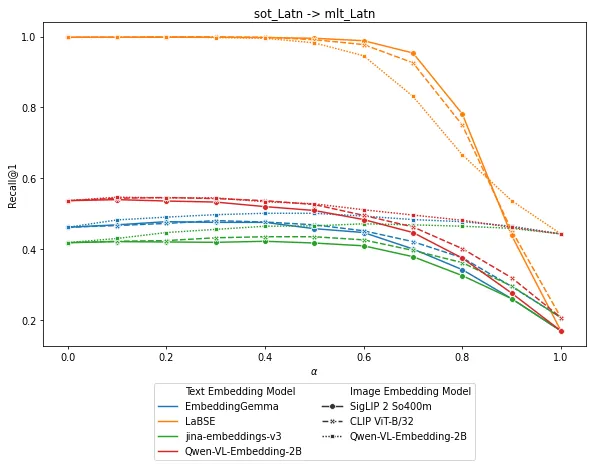 sot_Latn -> mlt_Latn
Recall@1
1.0
0.8
0.6
0.4
0.2
0.0 0.2 0.4 0.6 0.8 1.0
α
Text Embedding Model Image Embedding Model
EmbeddingGemma SigLIP 2 So400m
LaBSE CLIP ViT-B/32
jina-embeddings-v3 Qwen-VL-Embedding-2B
Qwen-VL-Embedding-2B